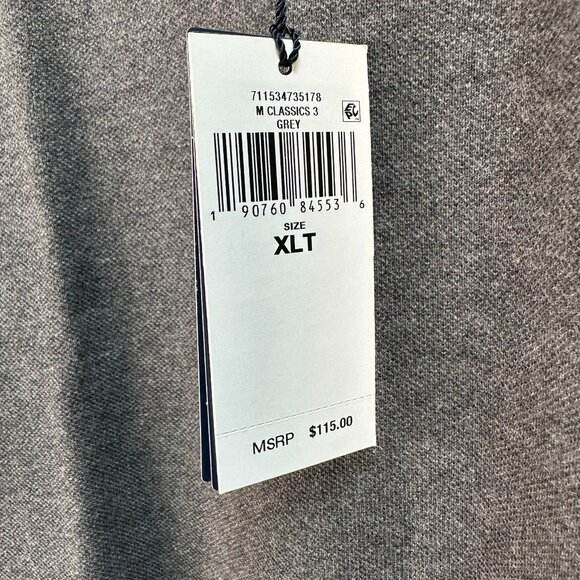 711534735178
M CLASSICS 3
GREY
1 90760 84553 6
SIZE
XLT
MSRP $115.00